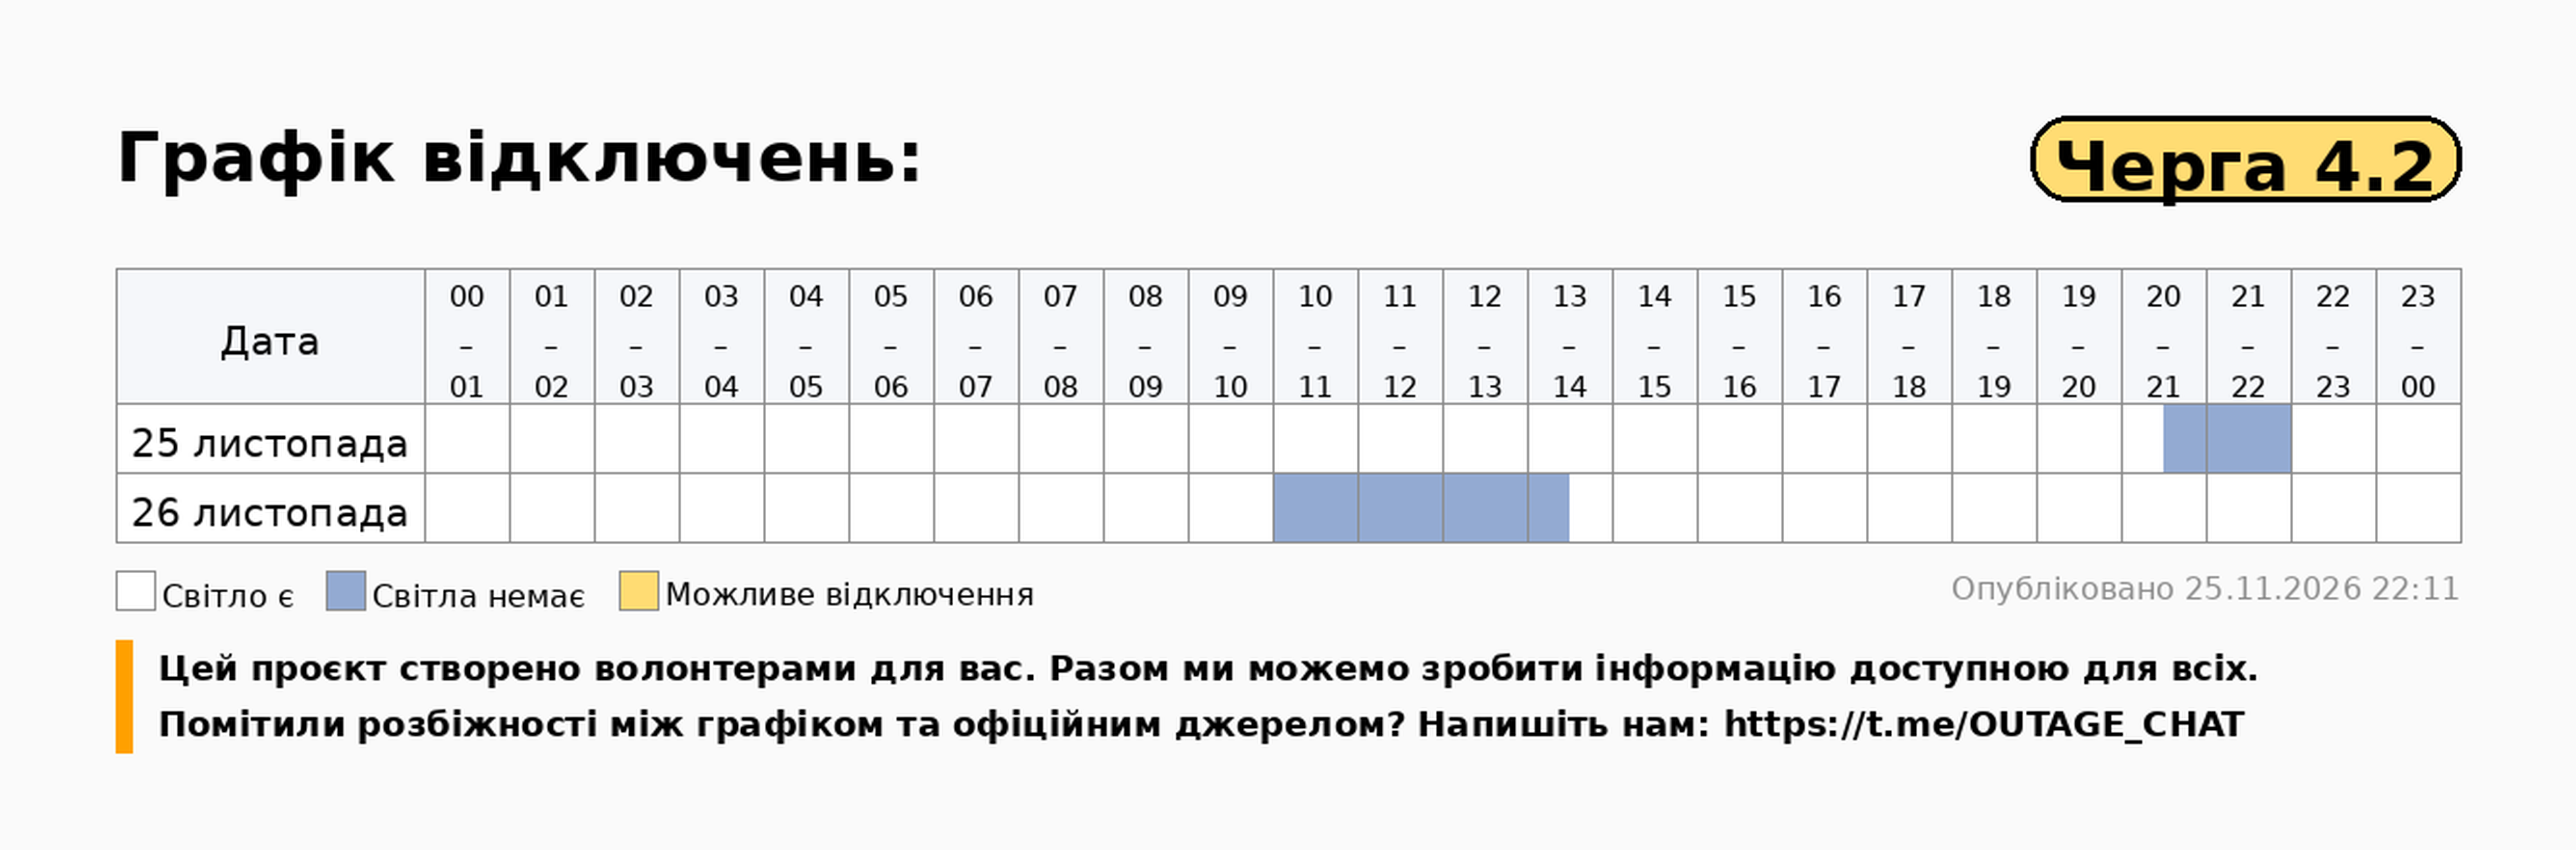 Графік відключень:
Черга 4.2
Дата
00 – 01
01 – 02
02 – 03
03 – 04
04 – 05
05 – 06
06 – 07
07 – 08
08 – 09
09 – 10
10 – 11
11 – 12
12 – 13
13 – 14
14 – 15
15 – 16
16 – 17
17 – 18
18 – 19
19 – 20
20 – 21
21 – 22
22 – 23
23 – 00
25 листопада
26 листопада
Світло є
Світла немає
Можливе відключення
Опубліковано 25.11.2026 22:11
Цей проєкт створено волонтерами для вас. Разом ми можемо зробити інформацію доступною для всіх.
Помітили розбіжності між графіком та офіційним джерелом? Напишіть нам: https://t.me/OUTAGE_CHAT